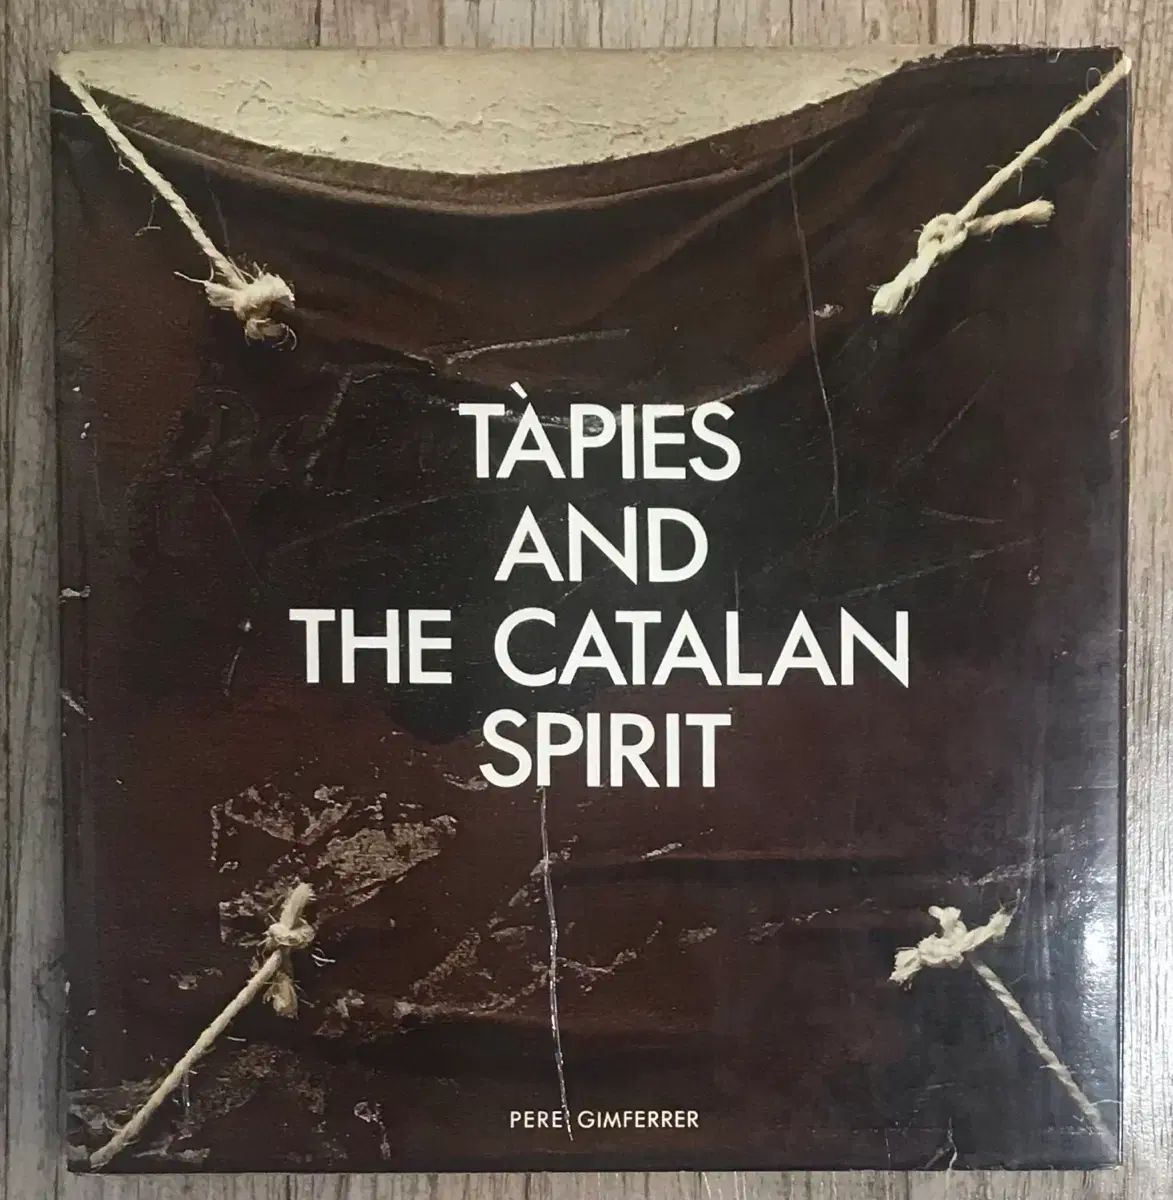 TÀPIES
AND
THE CATALAN
SPIRIT
PERE GIMFERRER